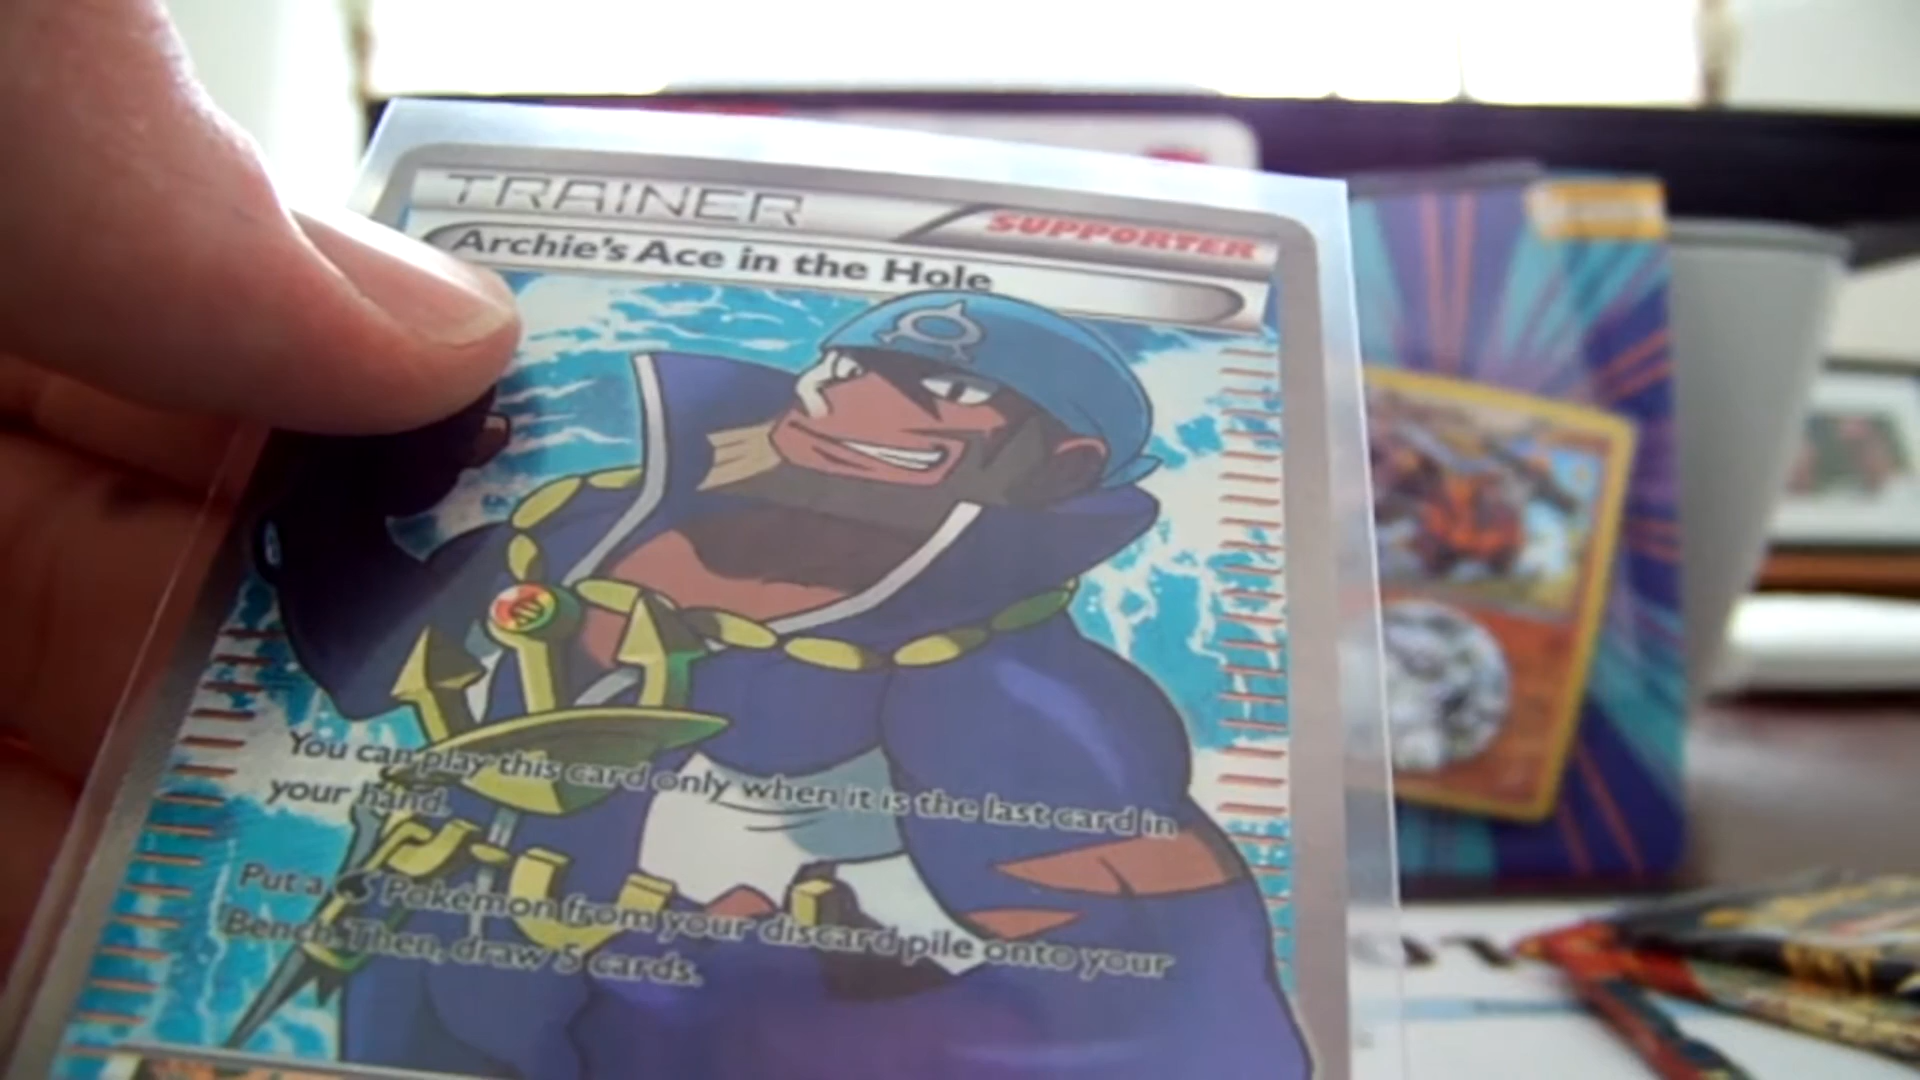 TRAINER
SUPPORTER
Archie's Ace in the Hole
You can play this card only when it is the last card in
your hand.
Put a Pokémon from your discard pile onto your
Bench. Then, draw 5 cards.